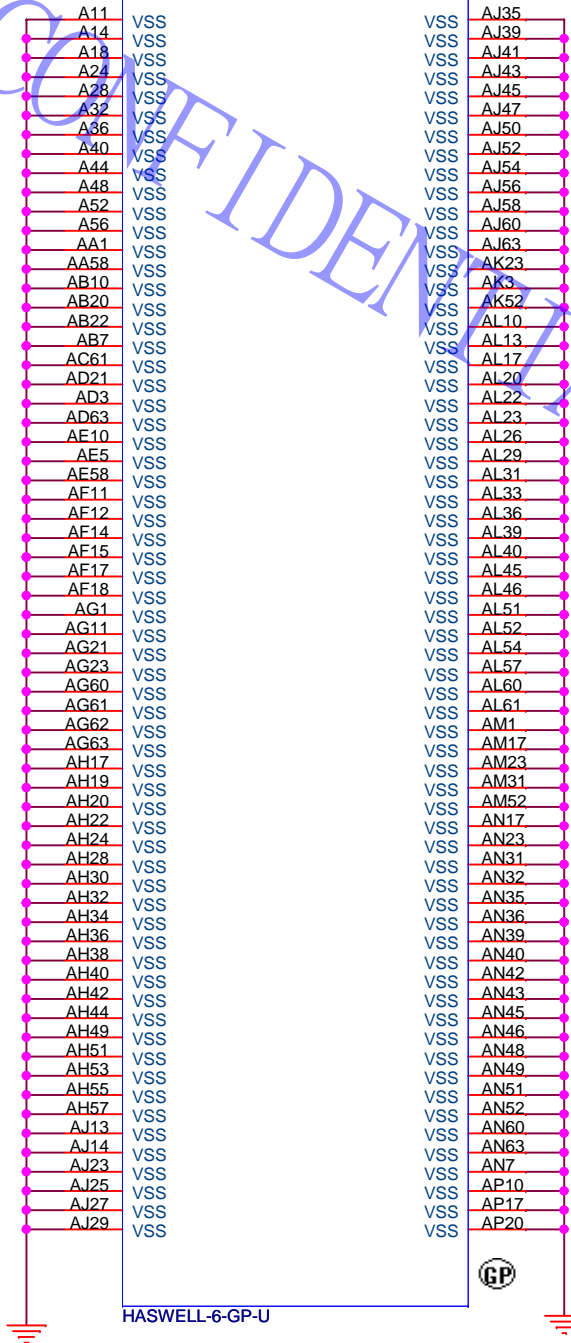 A11 VSS VSS AJ35
A14 VSS VSS AJ39
A18 VSS VSS AJ41
A24 VSS VSS AJ43
A28 VSS VSS AJ45
A32 VSS VSS AJ47
A36 VSS VSS AJ50
A40 VSS VSS AJ52
A44 VSS VSS AJ54
A48 VSS VSS AJ56
A52 VSS VSS AJ58
A56 VSS VSS AJ60
AA1 VSS VSS AJ63
AA58 VSS VSS AK23
AB10 VSS VSS AK3
AB20 VSS VSS AK52
AB22 VSS VSS AL10
AB7 VSS VSS AL13
AC61 VSS VSS AL17
AD21 VSS VSS AL20
AD3 VSS VSS AL22
AD63 VSS VSS AL23
AE10 VSS VSS AL26
AE5 VSS VSS AL29
AE58 VSS VSS AL31
AF11 VSS VSS AL33
AF12 VSS VSS AL36
AF14 VSS VSS AL39
AF15 VSS VSS AL40
AF17 VSS VSS AL45
AF18 VSS VSS AL46
AG1 VSS VSS AL51
AG11 VSS VSS AL52
AG21 VSS VSS AL54
AG23 VSS VSS AL57
AG60 VSS VSS AL60
AG61 VSS VSS AL61
AG62 VSS VSS AM1
AG63 VSS VSS AM17
AH17 VSS VSS AM23
AH19 VSS VSS AM31
AH20 VSS VSS AM52
AH22 VSS VSS AN17
AH24 VSS VSS AN23
AH28 VSS VSS AN31
AH30 VSS VSS AN32
AH32 VSS VSS AN35
AH34 VSS VSS AN36
AH36 VSS VSS AN39
AH38 VSS VSS AN40
AH40 VSS VSS AN42
AH42 VSS VSS AN43
AH44 VSS VSS AN45
AH49 VSS VSS AN46
AH51 VSS VSS AN48
AH53 VSS VSS AN49
AH55 VSS VSS AN51
AH57 VSS VSS AN52
AJ13 VSS VSS AN60
AJ14 VSS VSS AN63
AJ23 VSS VSS AN7
AJ25 VSS VSS AP10
AJ27 VSS VSS AP17
AJ29 VSS VSS AP20
GP
HASWELL-6-GP-U